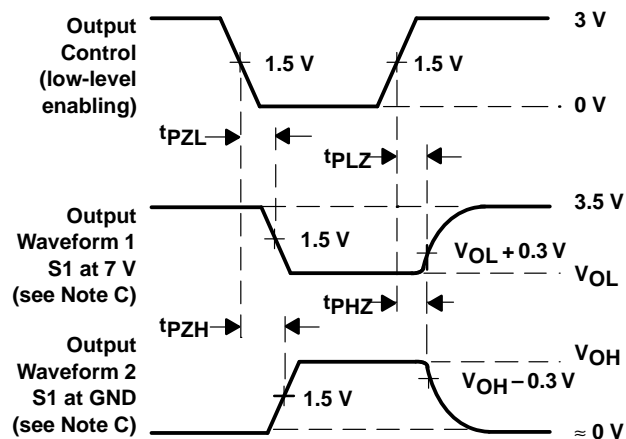 Output
Control
(low-level
enabling)
1.5 V
1.5 V
3 V
0 V
tPZL
tPLZ
Output
Waveform 1
S1 at 7 V
(see Note C)
1.5 V
3.5 V
VOL + 0.3 V
VOL
tPZH
tPHZ
Output
Waveform 2
S1 at GND
(see Note C)
1.5 V
VOH
VOH – 0.3 V
≈ 0 V